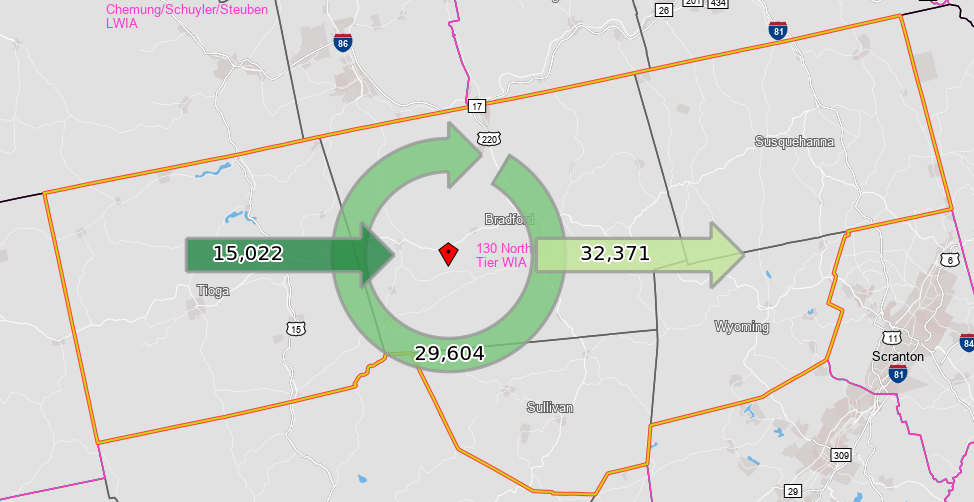 Chemung/Schuyler/Steuben
LWIA
26
201
434
81
86
17
220
Susquehanna
Bradford
15,022
130 North
Tier WIA
32,371
6
Tioga
15
Wyoming
11
84
Scranton
81
29,604
Sullivan
309
29